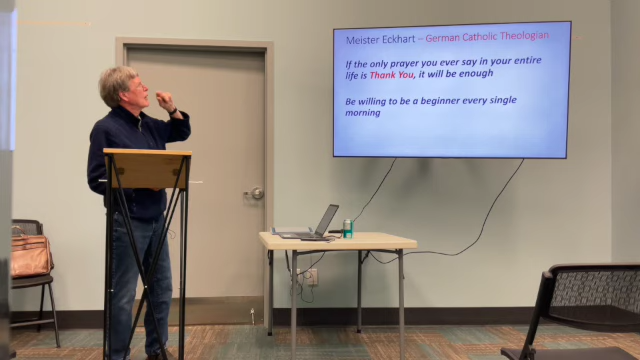 Meister Eckhart – German Catholic Theologian
If the only prayer you ever say in your entire
life is Thank You, it will be enough
Be willing to be a beginner every single
morning